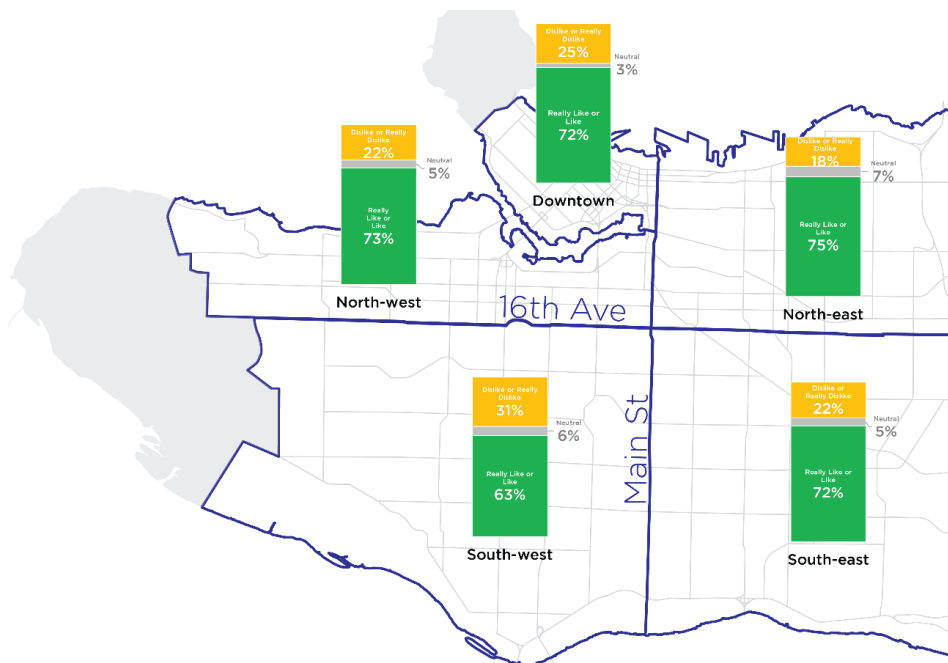 Dislike or Really
Dislike
25%
Neutral
3%
Really Like or
Like
72%
Downtown
Dislike or Really
Dislike
22%
Neutral
5%
Really
Like or
Like
73%
North-west
Dislike or Really
Dislike
18%
Neutral
7%
Really
Like or
Like
75%
North-east
16th Ave
Main St
Dislike or Really
Dislike
31%
Neutral
6%
Really Like or
Like
63%
South-west
Dislike or
Really Dislike
22%
Neutral
5%
Really Like or
Like
72%
South-east